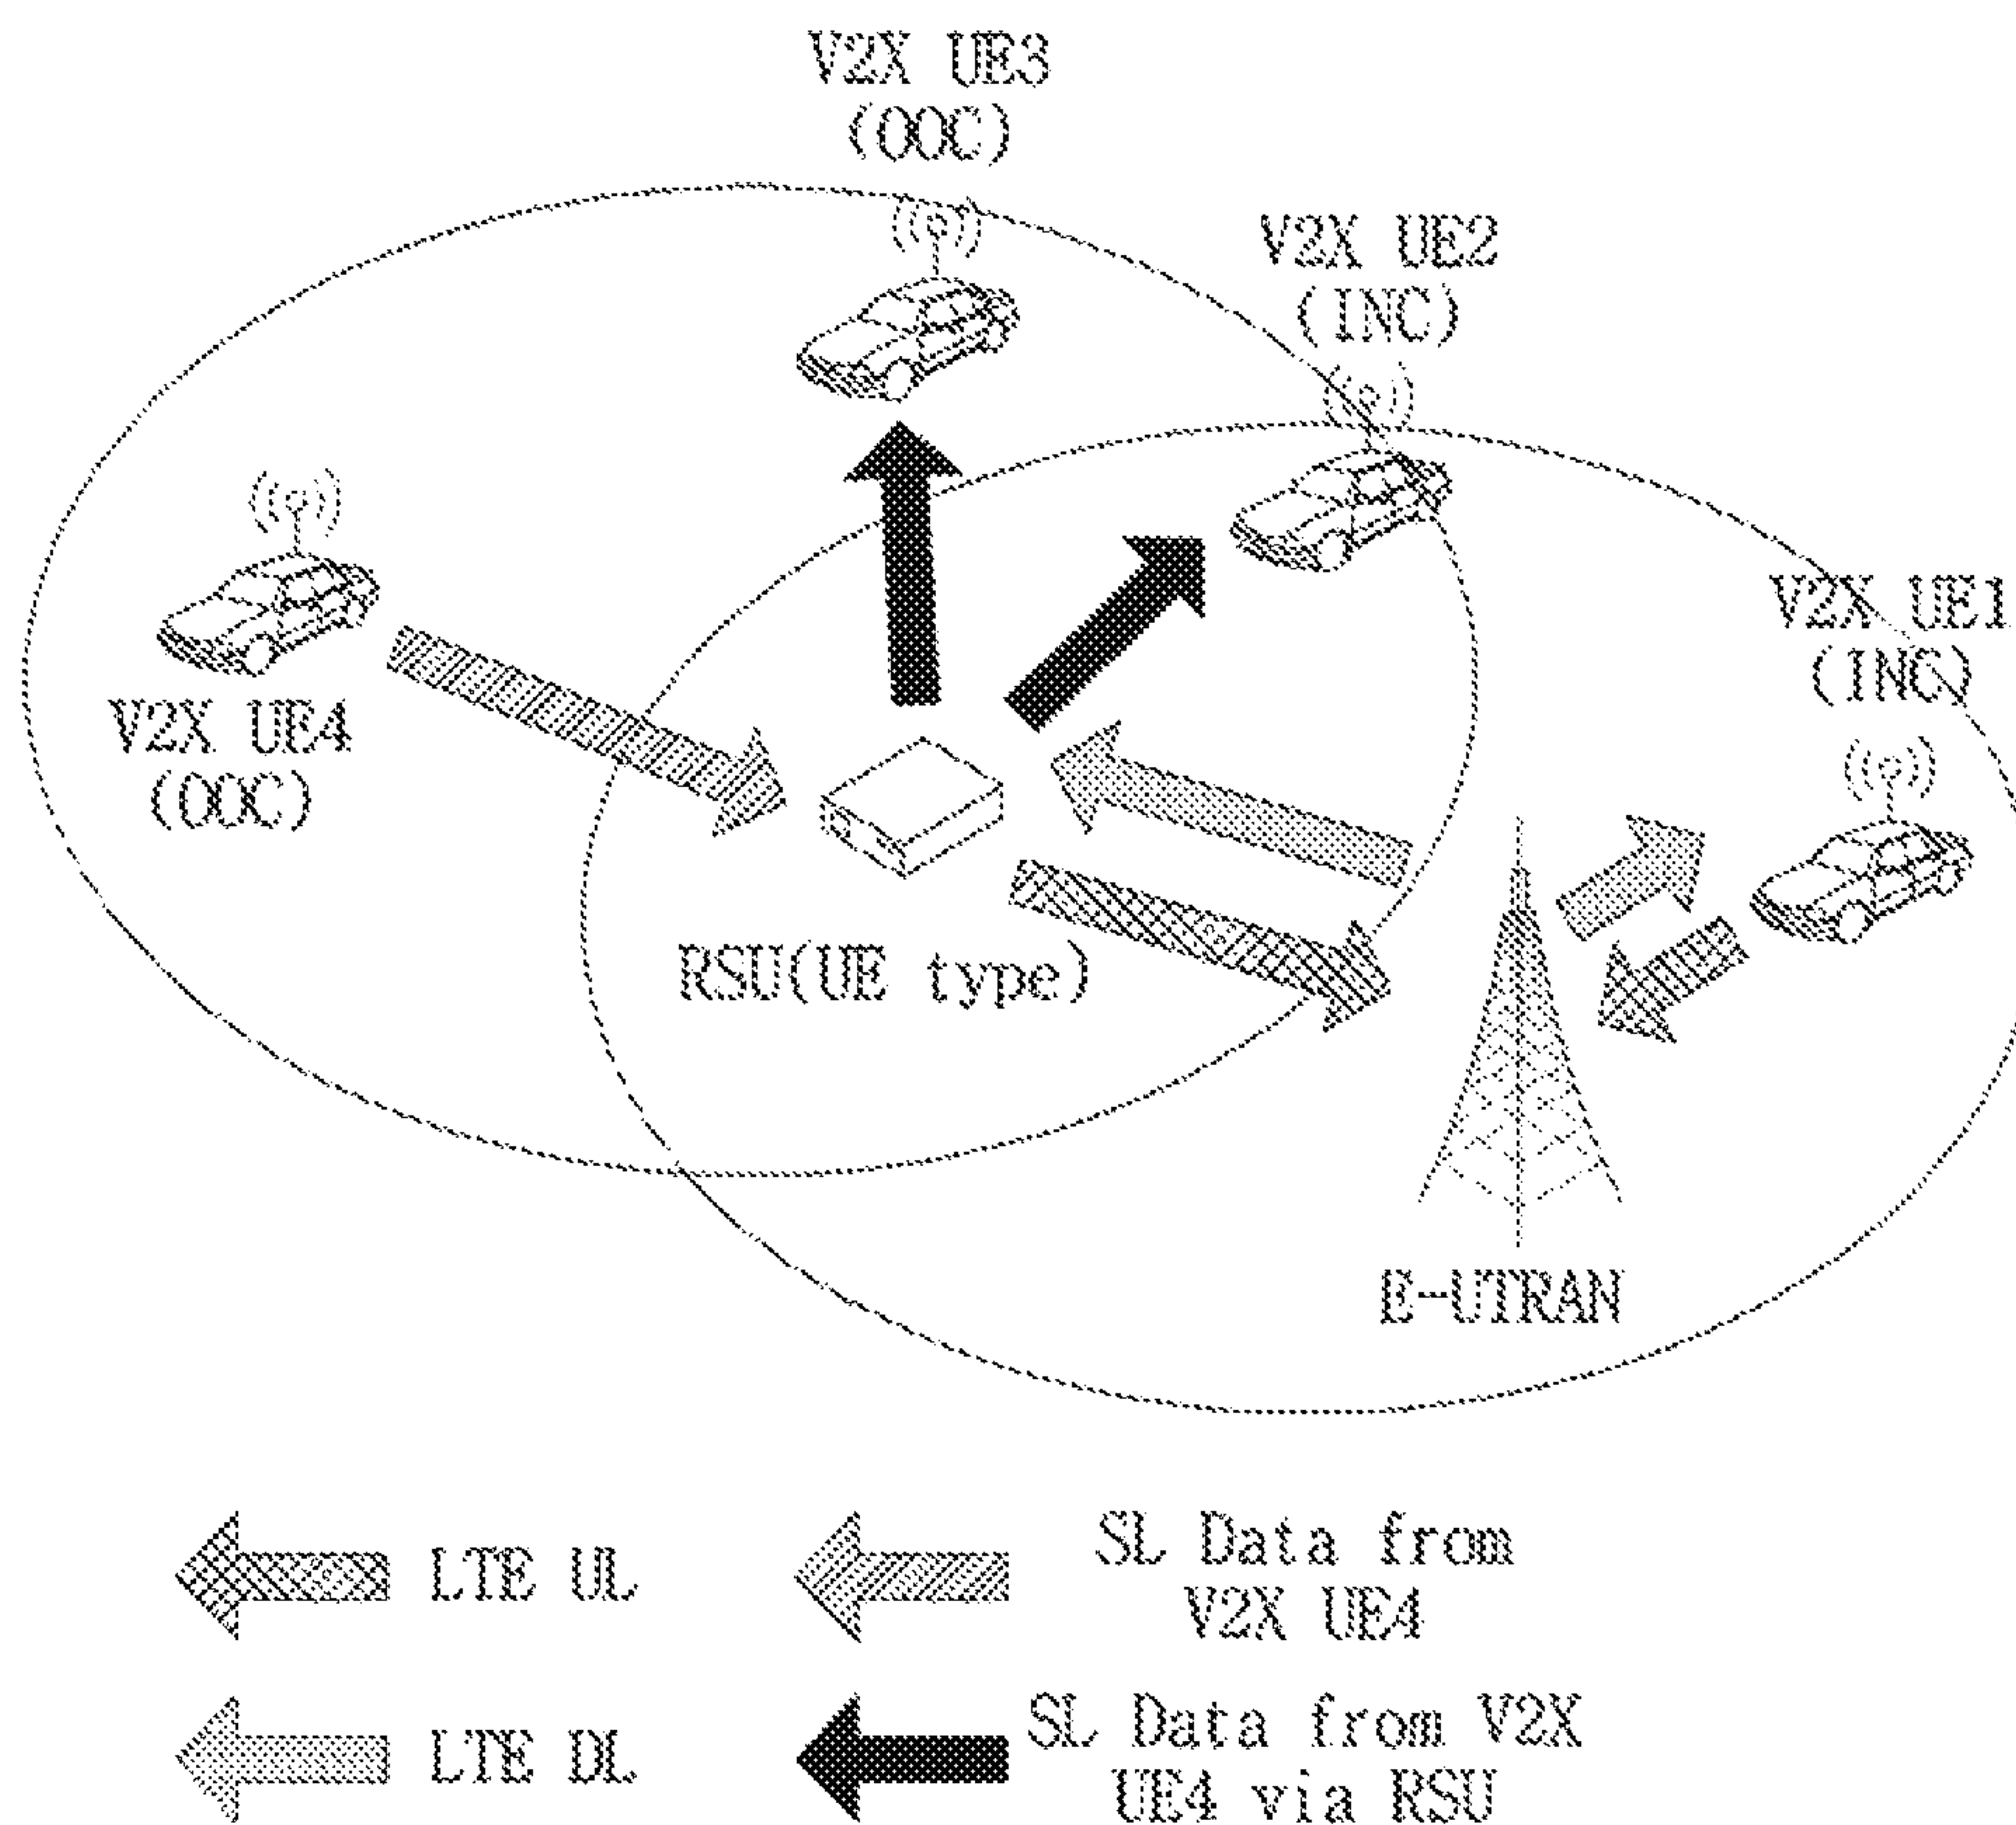 V2X UE3
(OOC)
V2X UE2
(INC)
V2X UE1
(INC)
V2X UE4
(OOC)
RSU(UE type)
E-UTRAN
LTE UL
SL Data from
V2X UE4
LTE DL
SL Data from V2X
UE4 via RSU